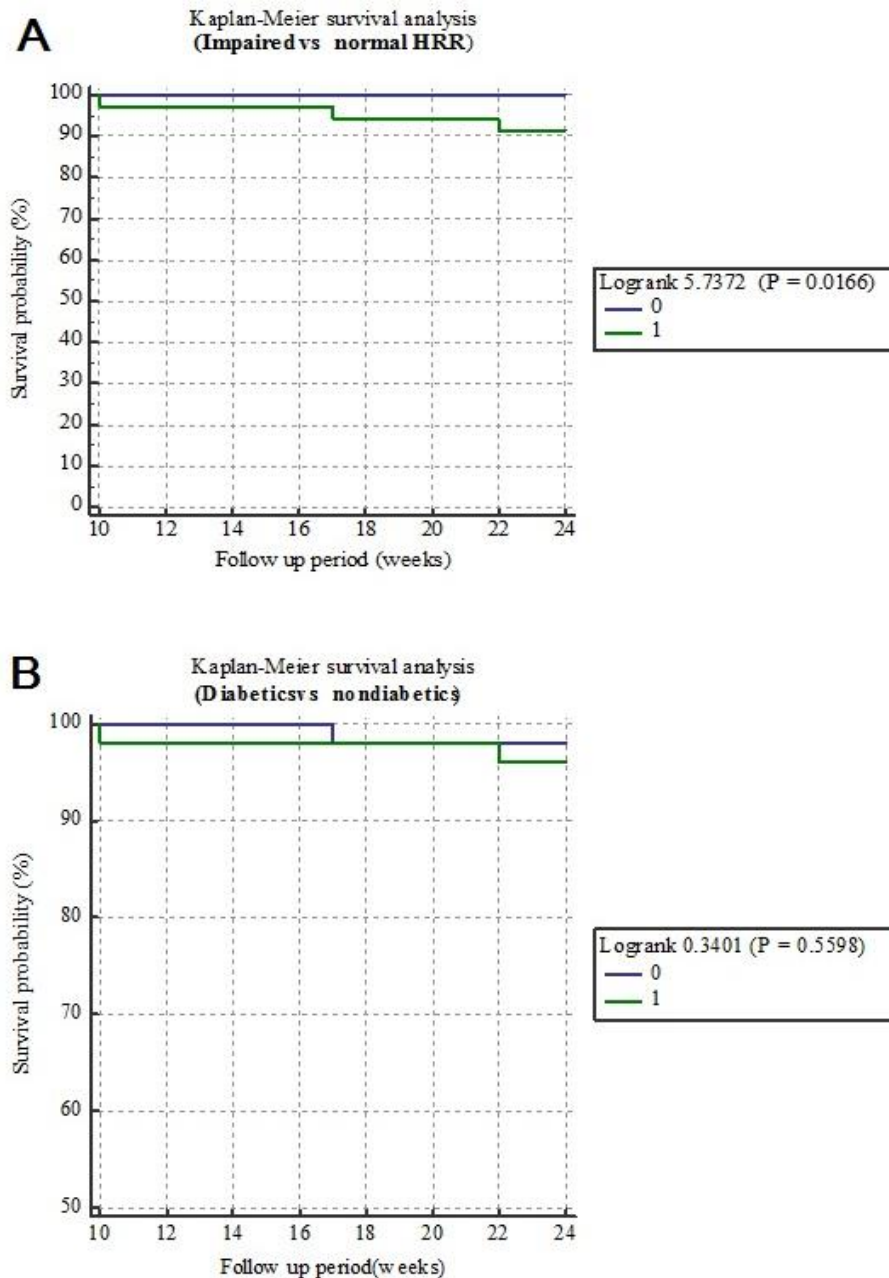 A
Kaplan-Meier survival analysis
(Impaired vs normal HRR)
Survival probability (%)
100
90
80
70
60
50
40
30
20
10
0
10 12 14 16 18 20 22 24
Follow up period (weeks)
Logrank 5.7372 (P = 0.0166)
0
1
B
Kaplan-Meier survival analysis
(Diabeticsvs nondiabetics)
Survival probability (%)
100
90
80
70
60
50
10 12 14 16 18 20 22 24
Follow up period(weeks)
Logrank 0.3401 (P = 0.5598)
0
1